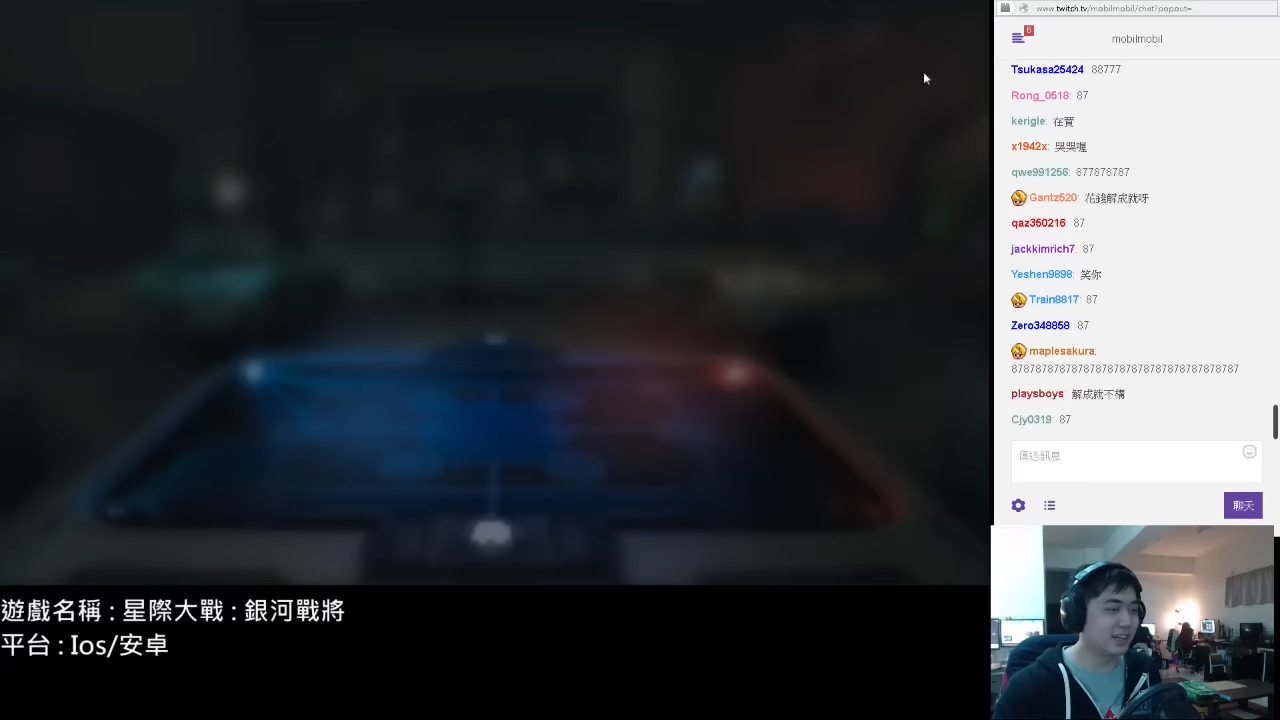 www.twitch.tv/mobilmobil/chat?popout=
6
mobilmobil
Tsukasa25424 88777
Rong_0518: 87
kerigle: 在賣
x1942x: 哭哭喔
qwe991256: 877878787
Gantz520: 花錢解成就呀
qaz350216: 87
jackkimrich7: 87
Yeshen9898: 笑你
Train8817: 87
Zero348858: 87
maplesakura:
playsboys: 解成就不構
Cjy0319: 87
傳送訊息
聊天
遊戲名稱 : 星際大戰 : 銀河戰將
平台 : Ios/安卓